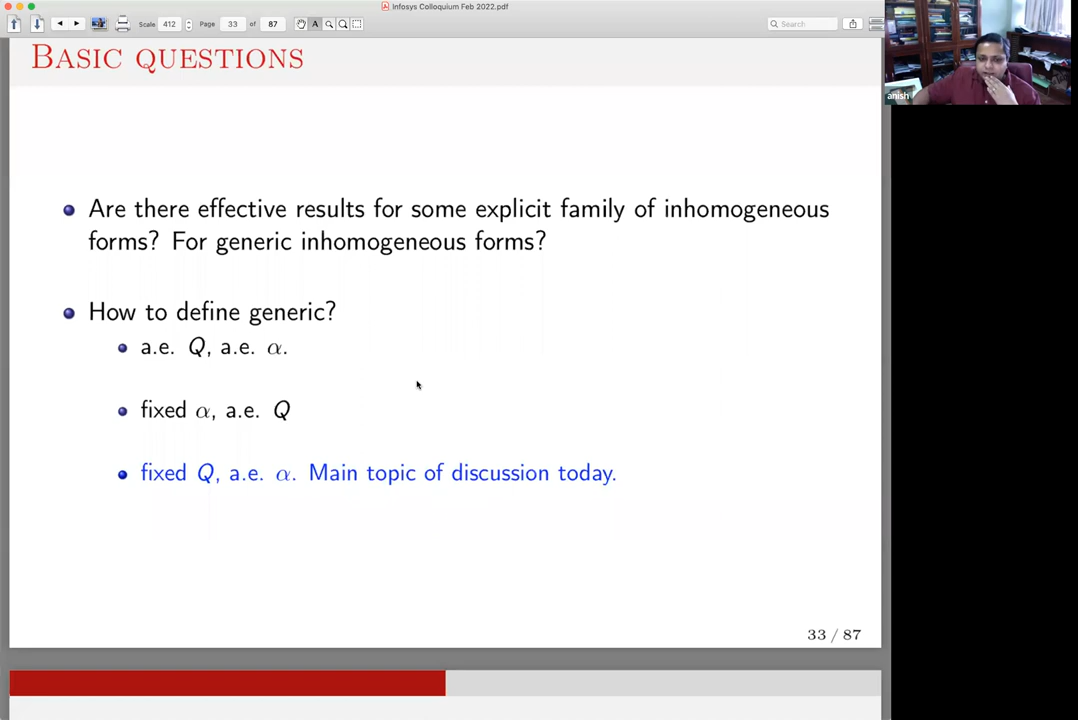 Infosys Colloquium Feb 2022.pdf
Scale 412 Page 33 of 87
Search
BASIC QUESTIONS
anish
Are there effective results for some explicit family of inhomogeneous
forms? For generic inhomogeneous forms?
How to define generic?
a.e. Q, a.e. α.
fixed α, a.e. Q
fixed Q, a.e. α. Main topic of discussion today.
33 / 87